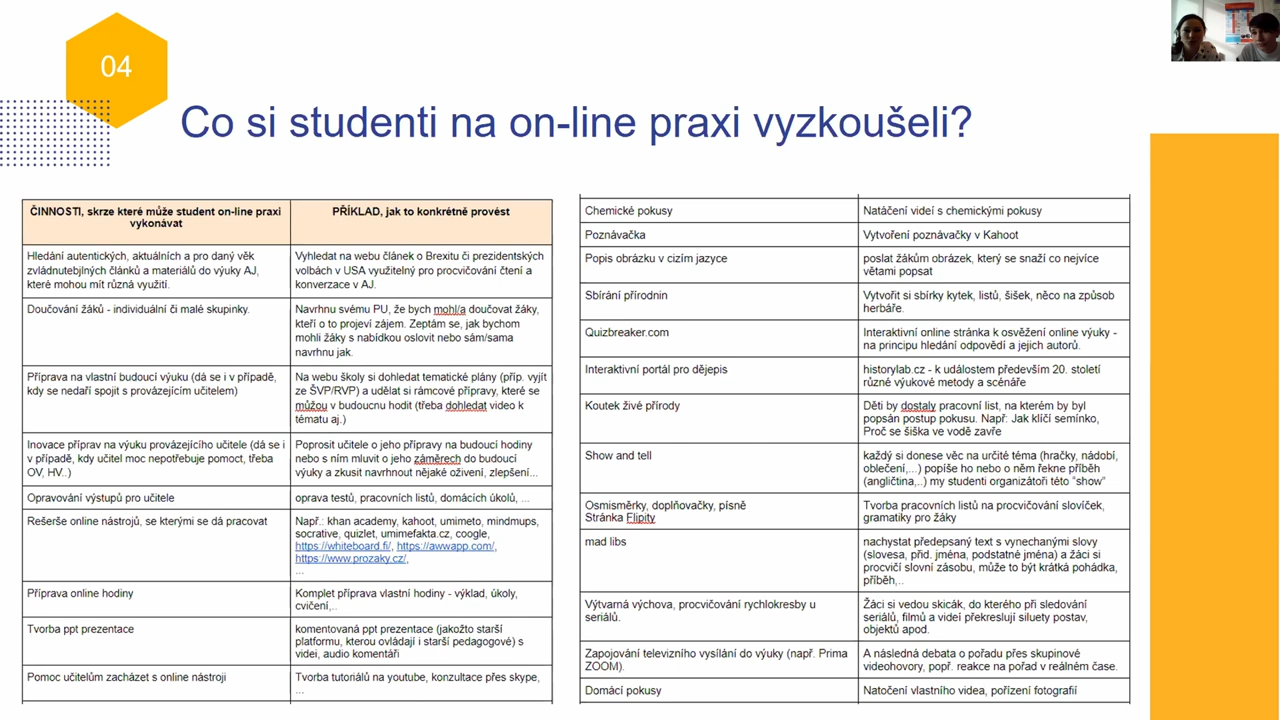 04
Co si studenti na on-line praxi vyzkoušeli?
ČINNOSTI, skrze které může student on-line praxi
vykonávat
PŘÍKLAD, jak to konkrétně provést
Hledání autentických, aktuálních a pro daný věk
zvládnutebjlných článků a materiálů do výuky AJ,
které mohou mít různá využití.
Vyhledat na webu článek o Brexitu či prezidentských
volbách v USA využitelný pro procvičování čtení a
konverzace v AJ.
Doučování žáků - individuální či malé skupinky.
Navrhnu svému PU, že bych mohl/a doučovat žáky,
kteří o to projeví zájem. Zeptám se, jak bychom
mohli žáky s nabídkou oslovit nebo sám/sama
navrhnu jak.
Příprava na vlastní budoucí výuku (dá se i v případě,
kdy se nedaří spojit s provázejícím učitelem)
Na webu školy si dohledat tematické plány (příp. vyjít
ze ŠVP/RVP) a udělat si rámcové přípravy, které se
můžou v budoucnu hodit (třeba dohledat video k
tématu aj.)
Inovace příprav na výuku provázejícího učitele (dá se i
v případě, kdy učitel moc nepotřebuje pomoct, třeba
OV, HV..)
Poprosit učitele o jeho přípravy na budoucí hodiny
nebo s ním mluvit o jeho záměrech do budoucí
výuky a zkusit navrhnout nějaké oživení, zlepšení...
Opravování výstupů pro učitele
oprava testů, pracovních listů, domácích úkolů, ...
Rešerše online nástrojů, se kterými se dá pracovat
Např.: khan academy, kahoot, umimeto, mindmups,
socrative, quizlet, umimefakta.cz, coogle,
https://whiteboard.fi/, https://awwapp.com/,
https://www.prozaky.cz/,
...
Příprava online hodiny
Komplet příprava vlastní hodiny - výklad, úkoly,
cvičení,..
Tvorba ppt prezentace
komentovaná ppt prezentace (jakožto starší
platformu, kterou ovládají i starší pedagogové) s
videi, audio komentáři
Pomoc učitelům zacházet s online nástroji
Tvorba tutoriálů na youtube, konzultace přes skype,
...
Chemické pokusy
Natáčení videí s chemickými pokusy
Poznávačka
Vytvoření poznávačky v Kahoot
Popis obrázku v cizím jazyce
poslat žákům obrázek, který se snaží co nejvíce
větami popsat
Sbírání přírodnin
Vytvořit si sbírky kytek, listů, šišek, něco na způsob
herbáře.
Quizbreaker.com
Interaktivní online stránka k osvěžení online výuky -
na principu hledání odpovědí a jejich autorů.
Interaktivní portál pro dějepis
historylab.cz - k událostem především 20. století
různé výukové metody a scénáře
Koutek živé přírody
Děti by dostaly pracovní list, na kterém by byl
popsán postup pokusu. Např: Jak klíčí semínko,
Proč se šiška ve vodě zavře
Show and tell
každý si donese věc na určité téma (hračky, nádobí,
oblečení,...) popíše ho nebo o něm řekne příběh
(angličtina,..) my studenti organizátoři této “show”
Osmisměrky, doplňovačky, písně
Stránka Flipity
Tvorba pracovních listů na procvičování slovíček,
gramatiky pro žáky
mad libs
nachystat předepsaný text s vynechanými slovy
(slovesa, příd. jména, podstatné jména) a žáci si
procvičí slovní zásobu, může to být krátká pohádka,
příběh,..
Výtvarná výchova, procvičování rychlokresby u
seriálů.
Žáci si vedou skicák, do kterého při sledování
seriálů, filmů a videí překreslují siluety postav,
objektů apod.
Zapojování televizního vysílání do výuky (např. Prima
ZOOM).
A následná debata o pořadu přes skupinové
videohovory, popř. reakce na pořad v reálném čase.
Domácí pokusy
Natočení vlastního videa, pořízení fotografií